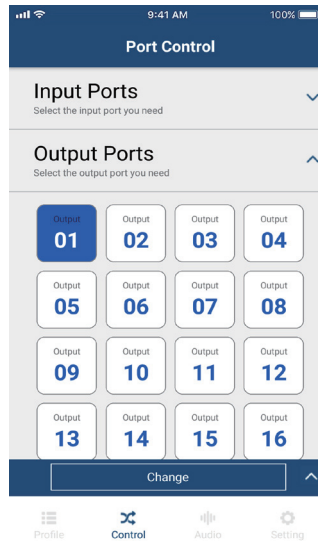 9:41 AM
100%
Port Control
Input Ports
Select the input port you need
Output Ports
Select the output port you need
Output Output Output Output
01 02 03 04
Output Output Output Output
05 06 07 08
Output Output Output Output
09 10 11 12
Output Output Output Output
13 14 15 16
Change
Profile Control Audio Setting